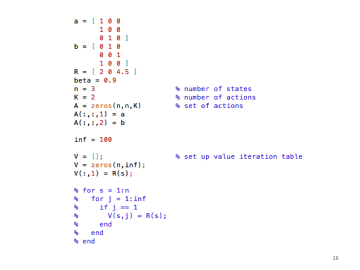 a = [ 1 0 0
1 0 0
0 1 0 ]
b = [ 0 1 0
0 0 1
1 0 0 ]
R = [ 2 0 4.5 ]
beta = 0.9
n = 3 % number of states
K = 2 % number of actions
A = zeros(n,n,K) % set of actions
A(:,:,1) = a
A(:,:,2) = b
inf = 100
V = []; % set up value iteration table
V = zeros(n,inf);
V(:,1) = R(s);
% for s = 1:n
% for j = 1:inf
% if j == 1
% V(s,j) = R(s);
% end
% end
% end
28